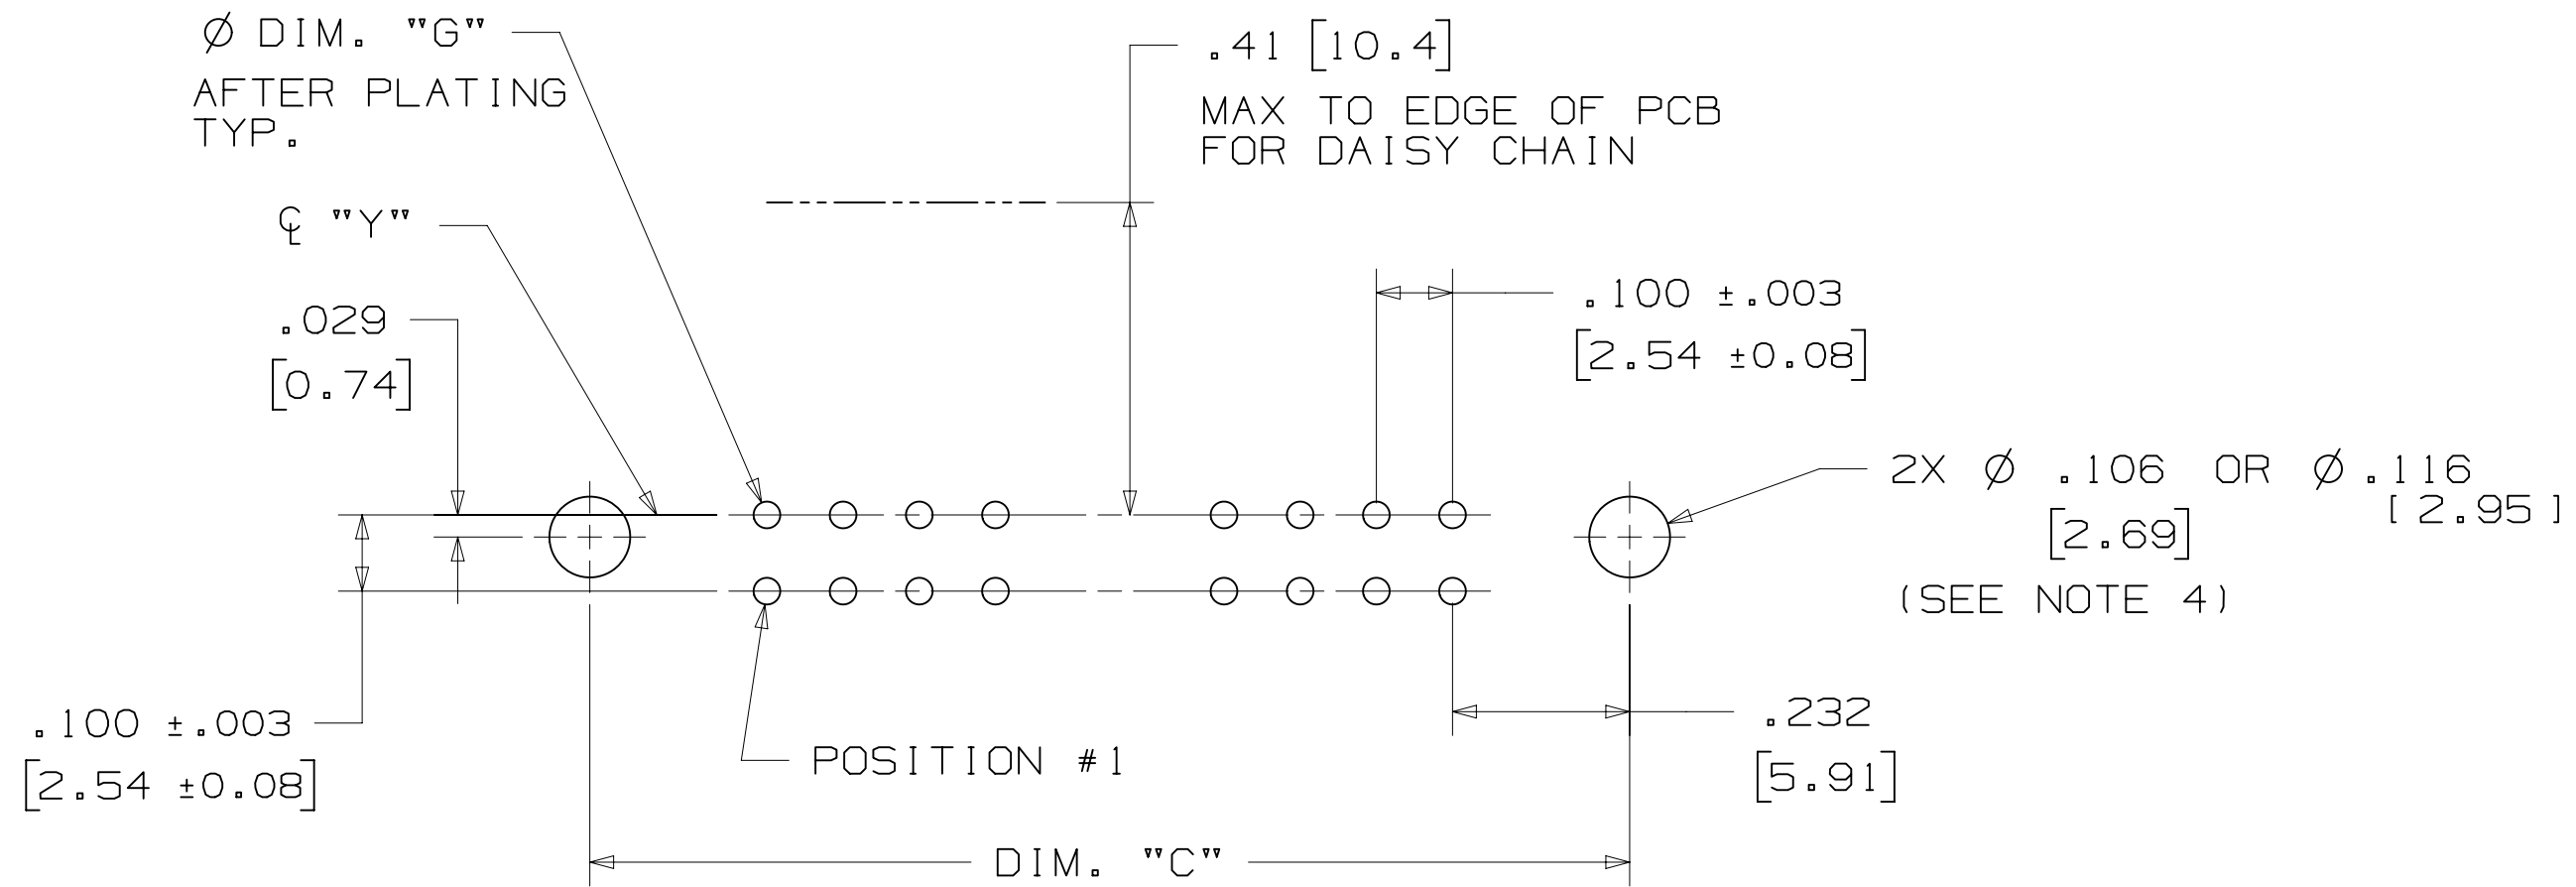 Ø DIM. "G"
AFTER PLATING
TYP.
.41 [10.4]
MAX TO EDGE OF PCB
FOR DAISY CHAIN
℄ "Y"
.029
[0.74]
.100 ±.003
[2.54 ±0.08]
2X Ø .106 OR Ø .116
[2.69] [2.95]
(SEE NOTE 4)
.100 ±.003
[2.54 ±0.08]
POSITION #1
.232
[5.91]
DIM. "C"